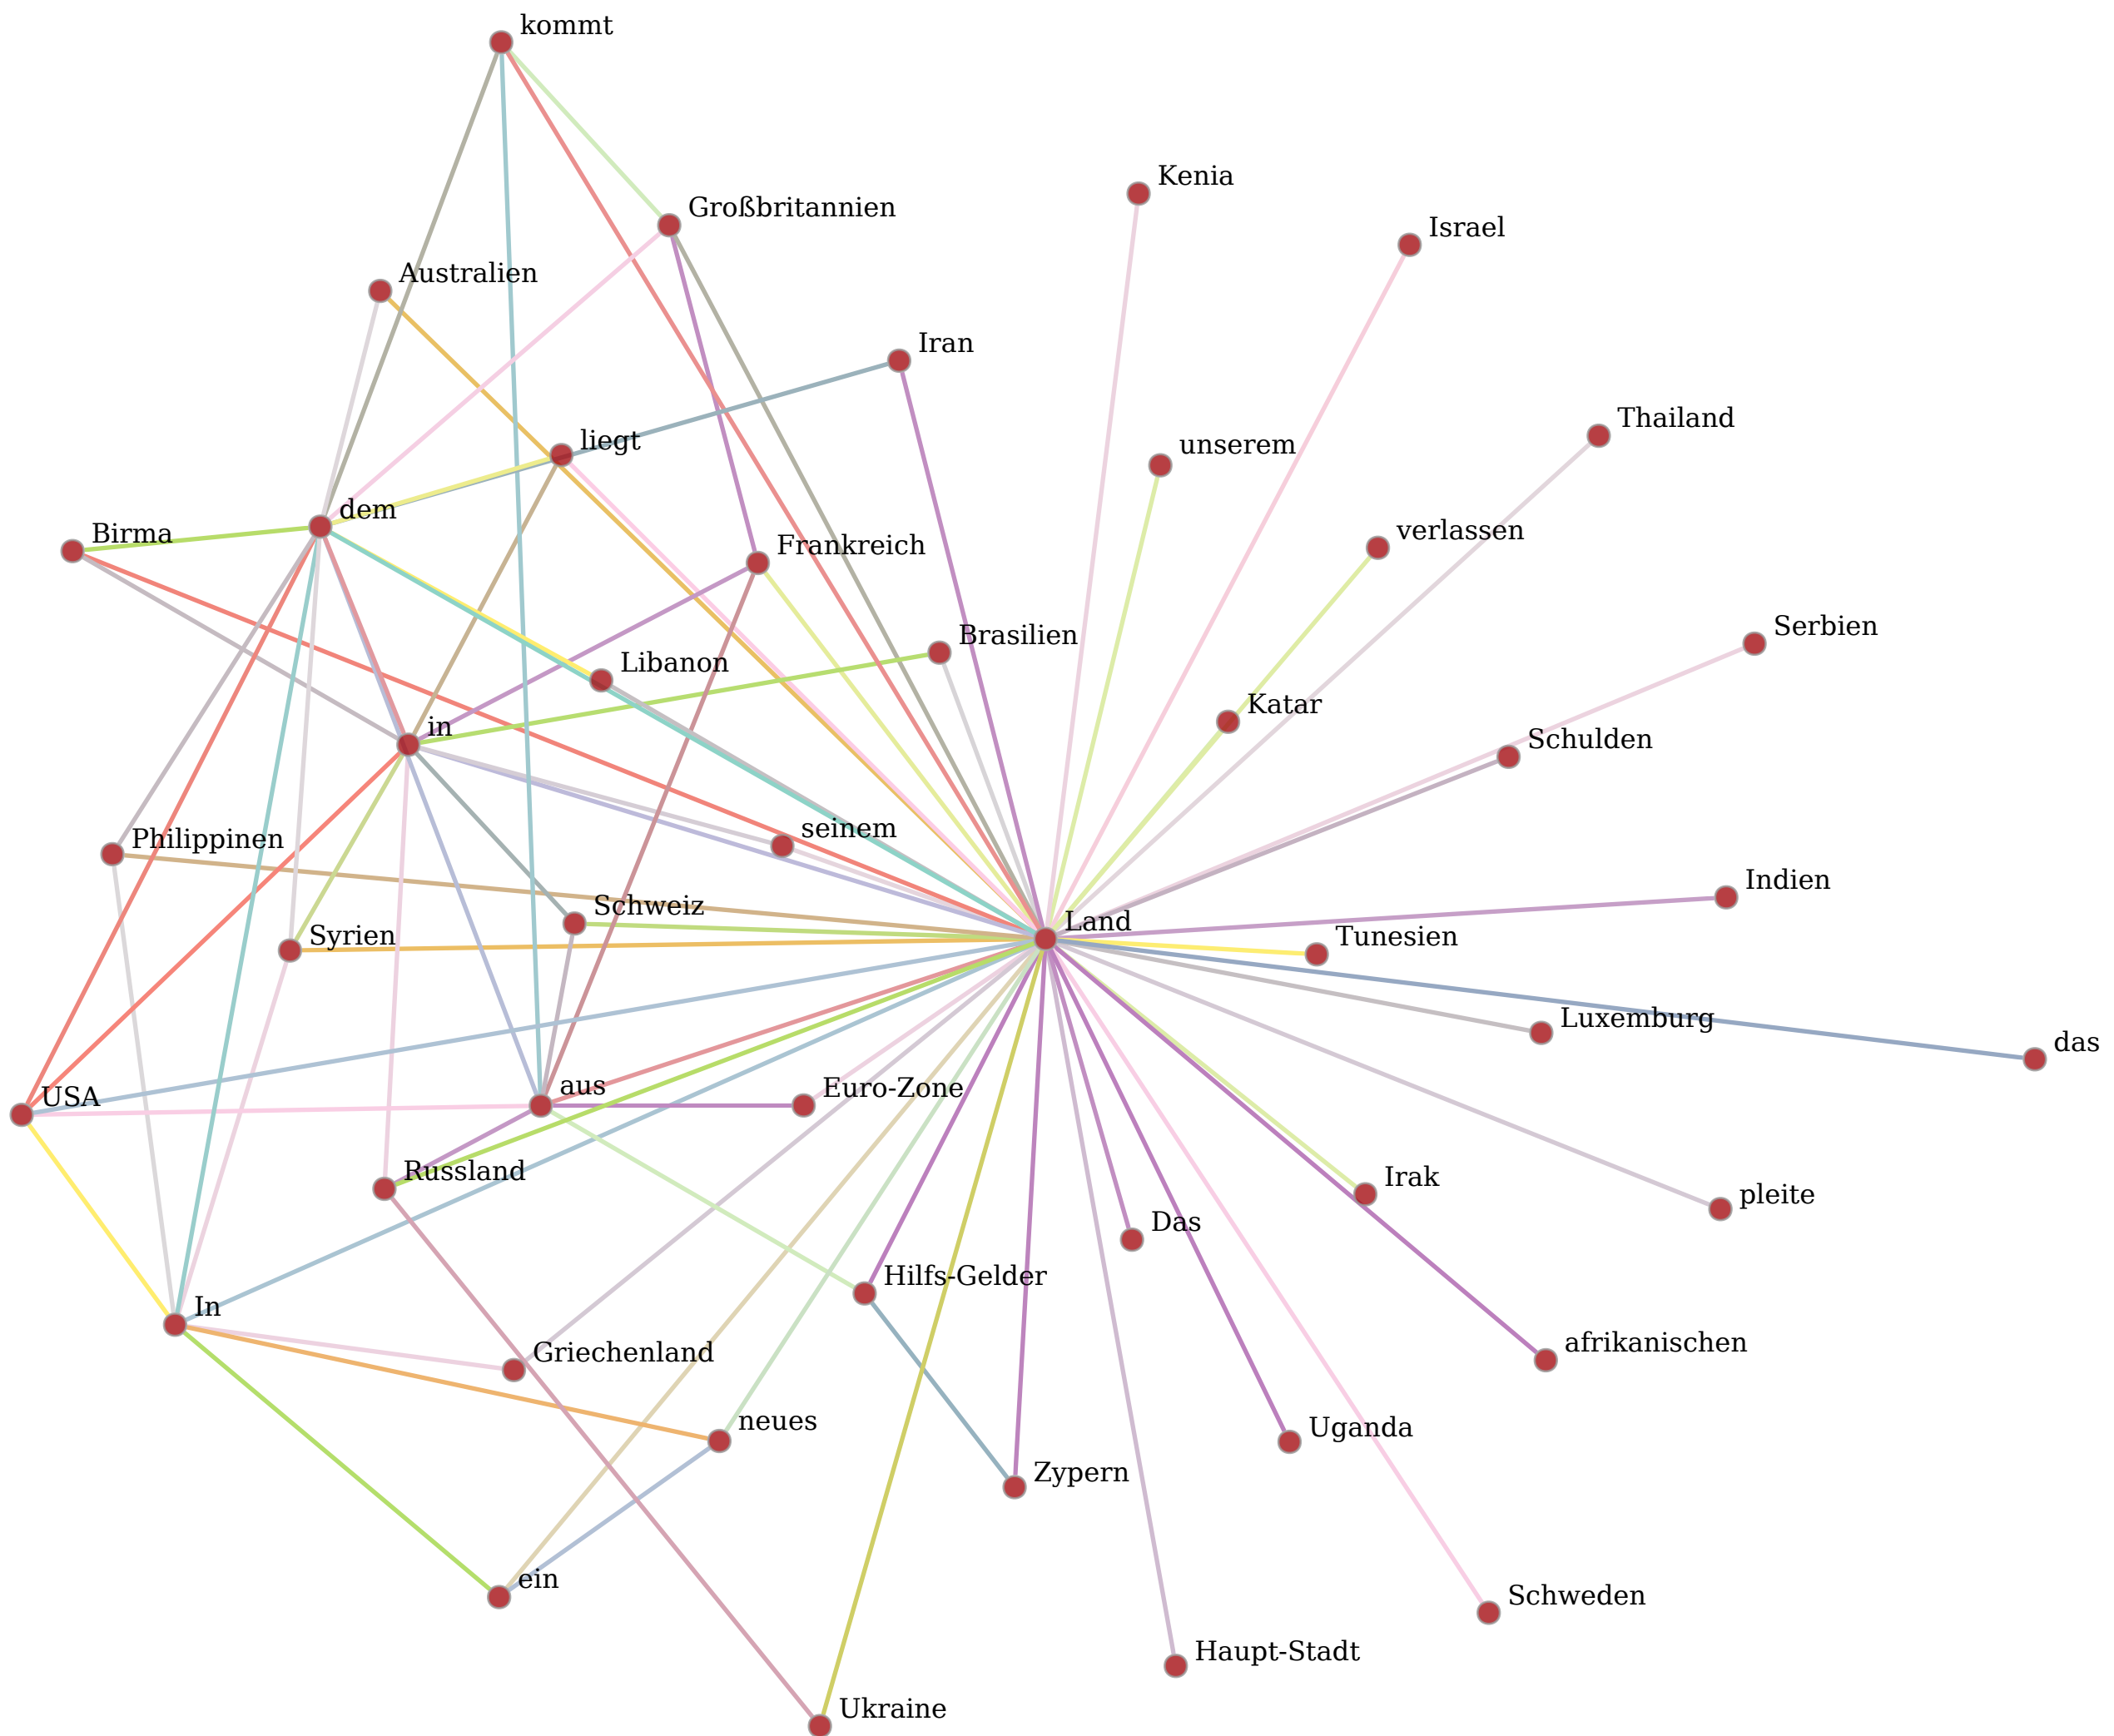 kommt
Kenia
Großbritannien
Israel
Australien
Iran
Thailand
liegt
unserem
dem
Birma
verlassen
Frankreich
Serbien
Brasilien
Libanon
Katar
in
Schulden
seinem
Philippinen
Indien
Schweiz
Land
Syrien
Tunesien
Luxemburg
das
aus
Euro-Zone
USA
Russland
Irak
pleite
Das
Hilfs-Gelder
In
afrikanischen
Griechenland
neues
Uganda
Zypern
ein
Schweden
Haupt-Stadt
Ukraine